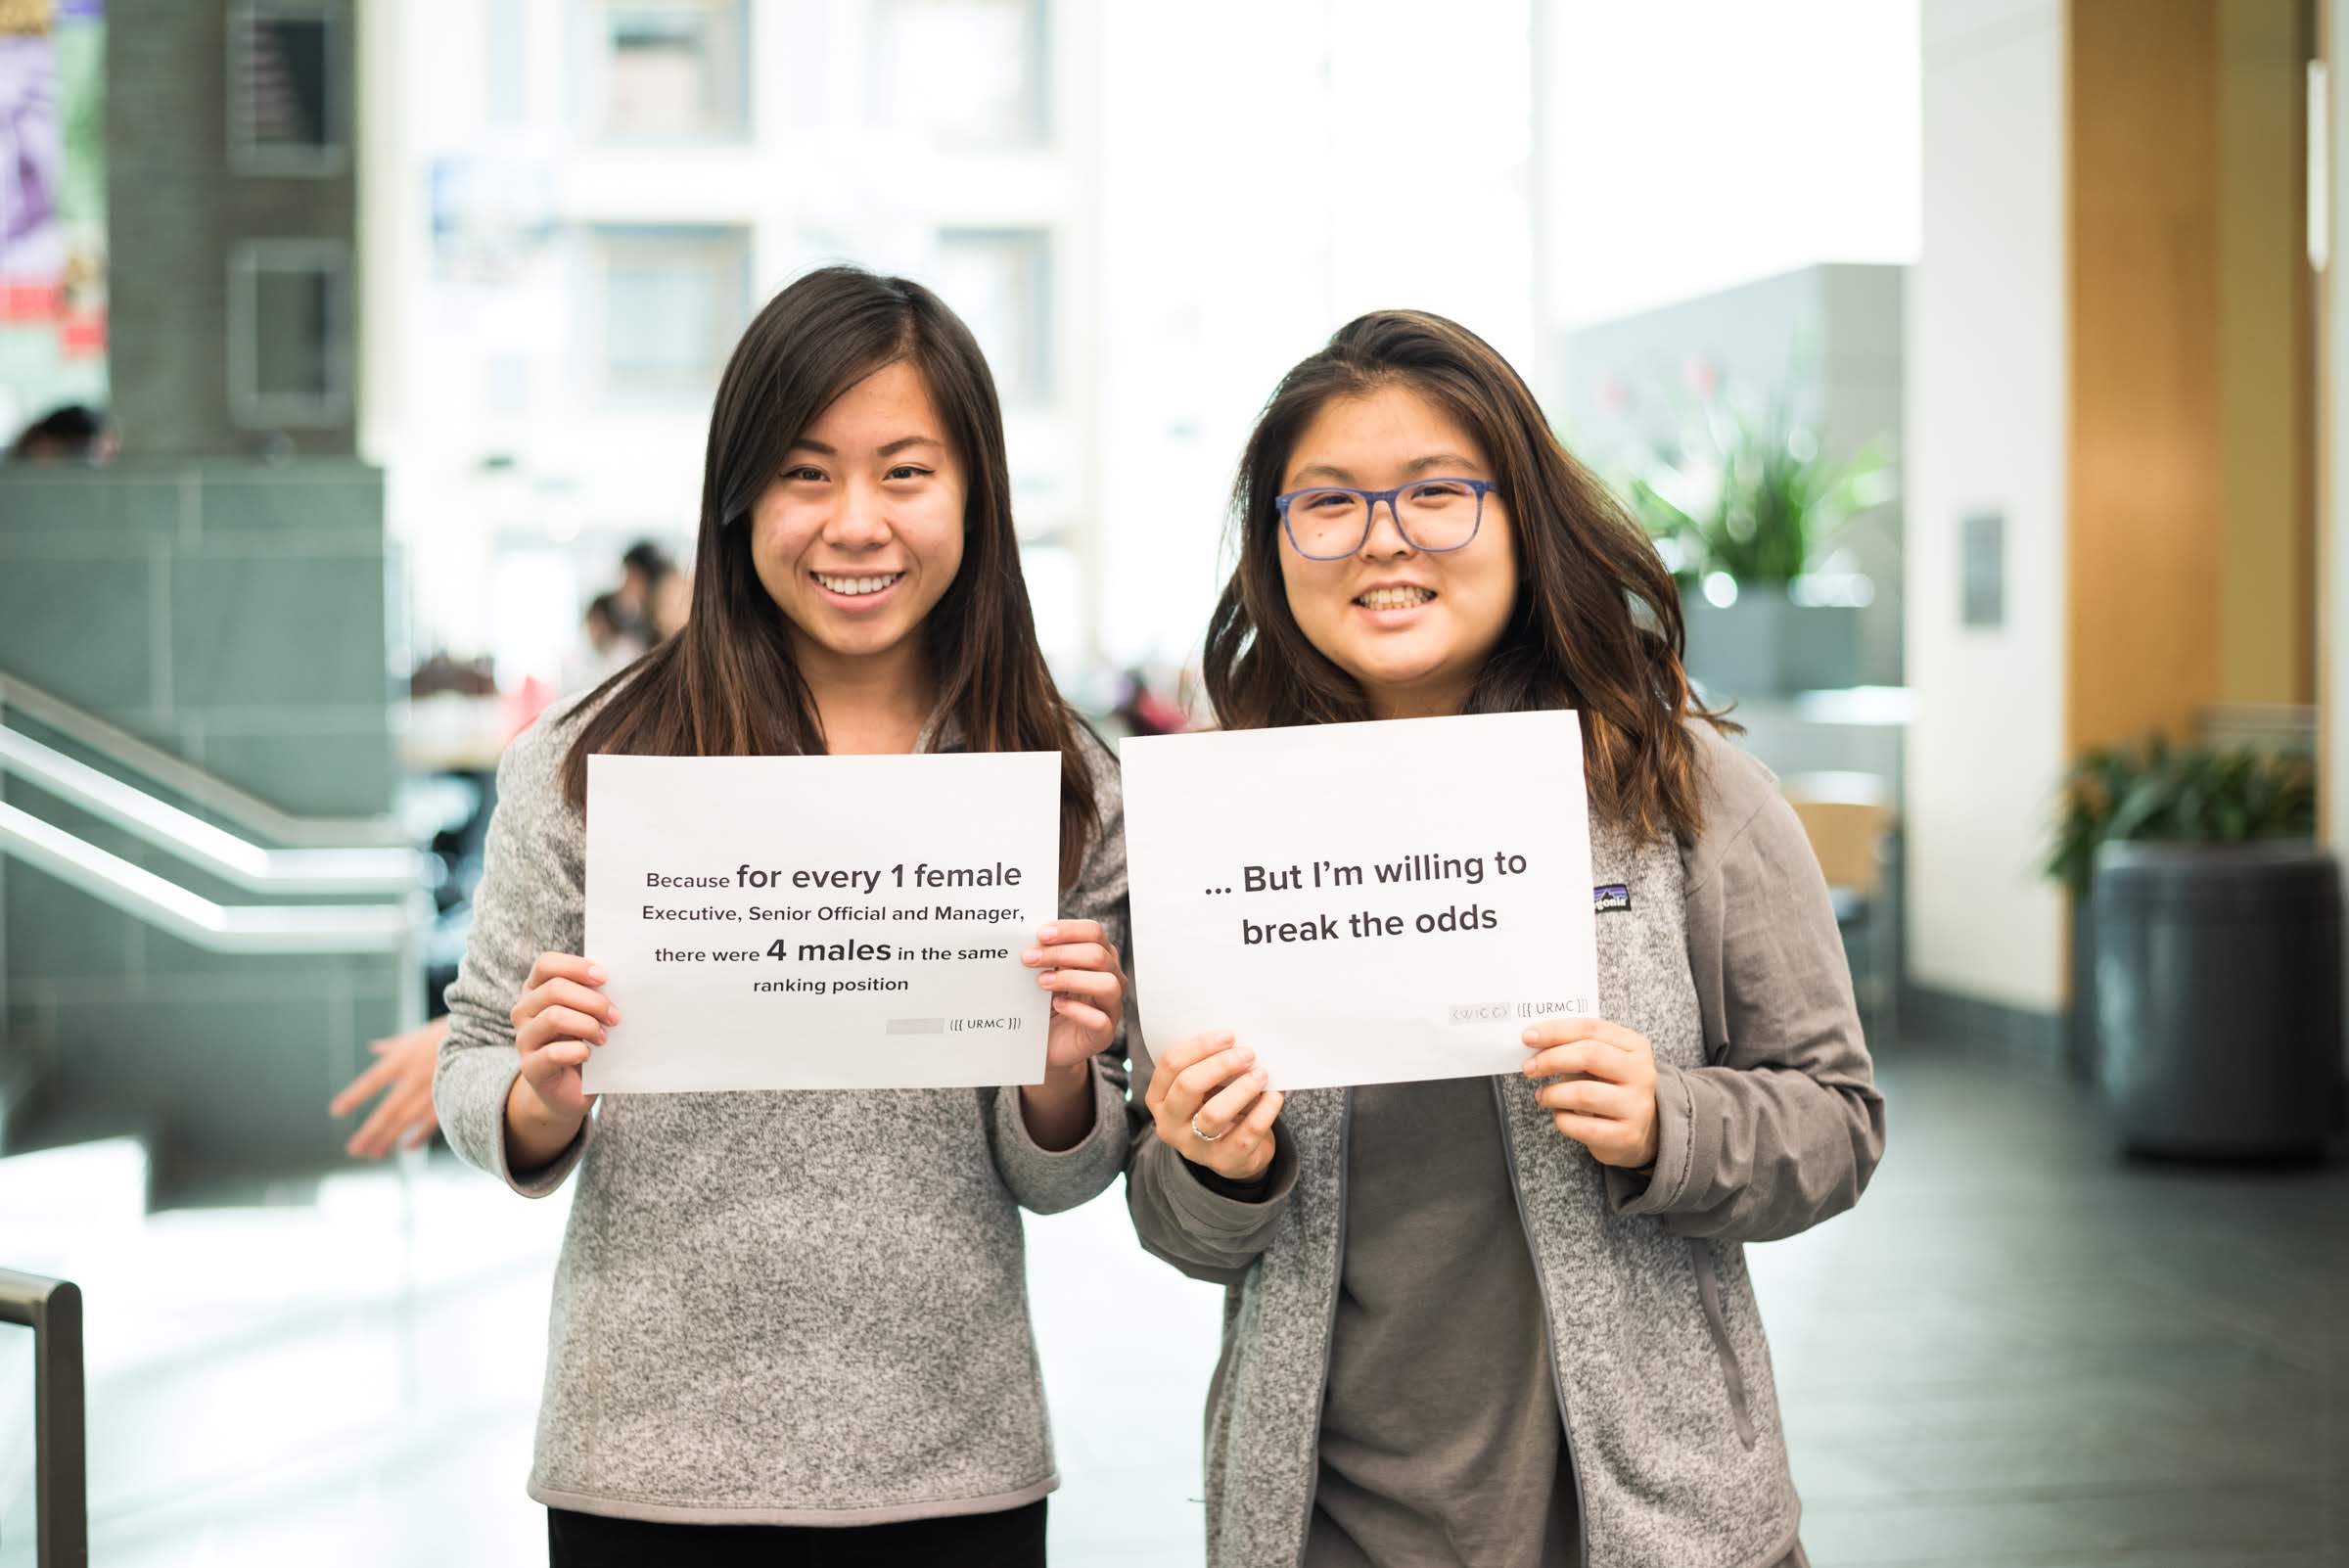 Because for every 1 female
Executive, Senior Official and Manager,
there were 4 males in the same
ranking position
([[ URMC ]])
... But I’m willing to
break the odds
<WICC> ([[ URMC ]])